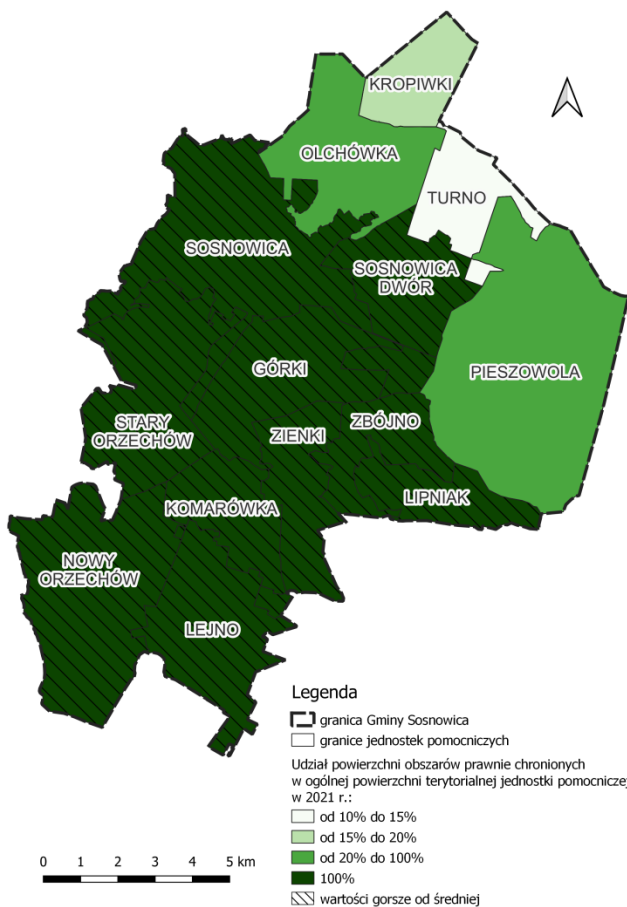 KROPIWKI
OLCHÓWKA
TURNO
SOSNOWICA
SOSNOWICA
DWÓR
GÓRKI
PIESZOWOLA
STARY
ORZECHÓW
ZIENKI
ZBÓJNO
KOMARÓWKA
LIPNIAK
NOWY
ORZECHÓW
LEJNO
Legenda
granica Gminy Sosnowica
granice jednostek pomocniczych
Udział powierzchni obszarów prawnie chronionych
w ogólnej powierzchni terytorialnej jednostki pomocniczej
w 2021 r.:
od 10% do 15%
od 15% do 20%
od 20% do 100%
100%
wartości gorsze od średniej
0 1 2 3 4 5 km